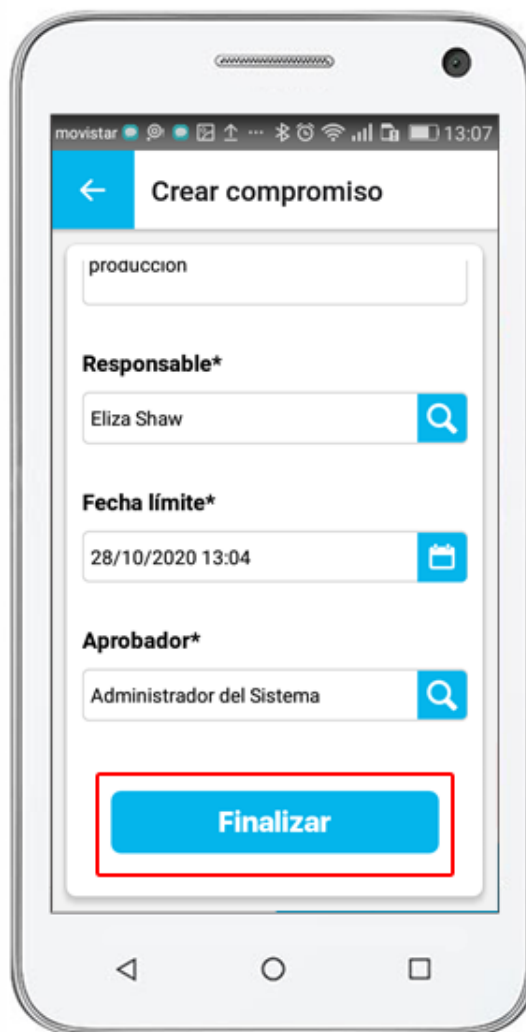 movistar 13:07
Crear compromiso
producción
Responsable*
Eliza Shaw
Fecha límite*
28/10/2020 13:04
Aprobador*
Administrador del Sistema
Finalizar